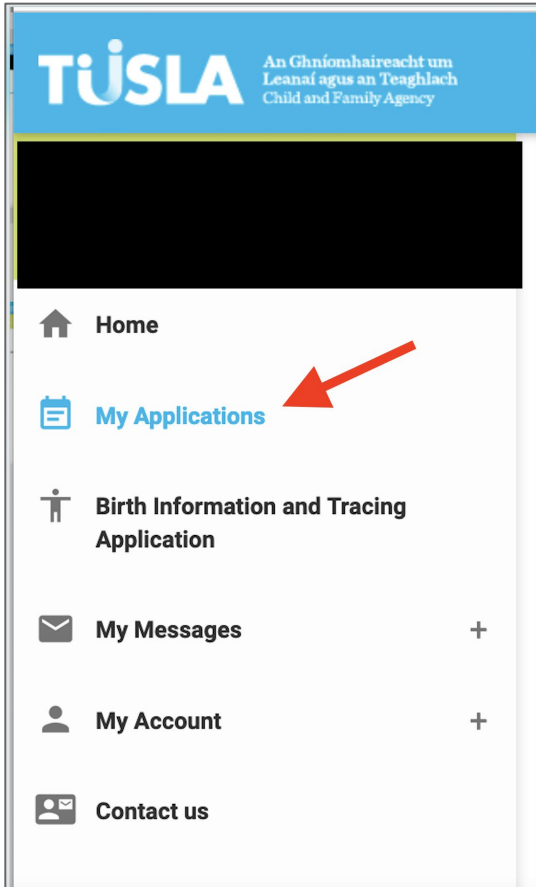 TUSLA
An Ghníomhaireacht um
Leanaí agus an Teaghlach
Child and Family Agency
Home
My Applications
Birth Information and Tracing
Application
My Messages +
My Account +
Contact us